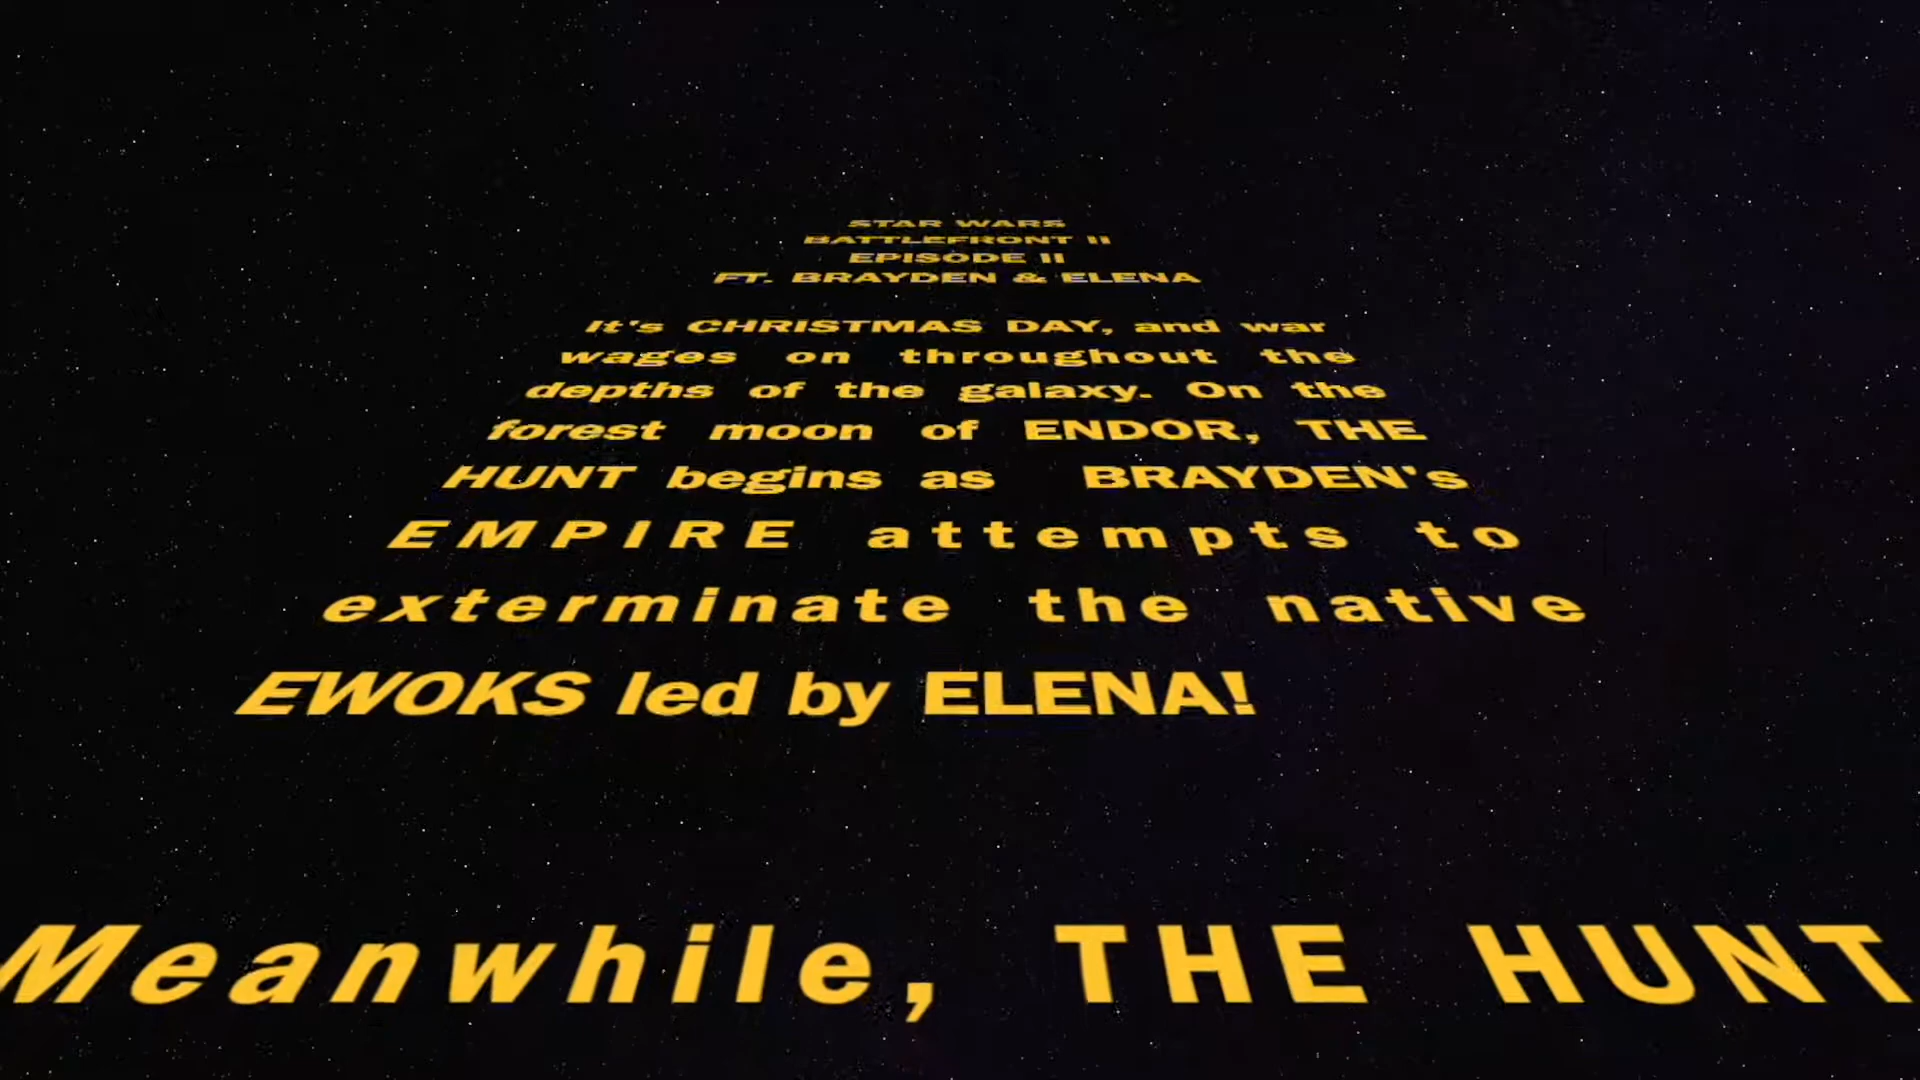 STAR WARS
BATTLEFRONT II
EPISODE II
FT. BRAYDEN & ELENA
It's CHRISTMAS DAY, and war
wages on throughout the
depths of the galaxy. On the
forest moon of ENDOR, THE
HUNT begins as BRAYDEN's
EMPIRE attempts to
exterminate the native
EWOKS led by ELENA!
Meanwhile, THE HUNT